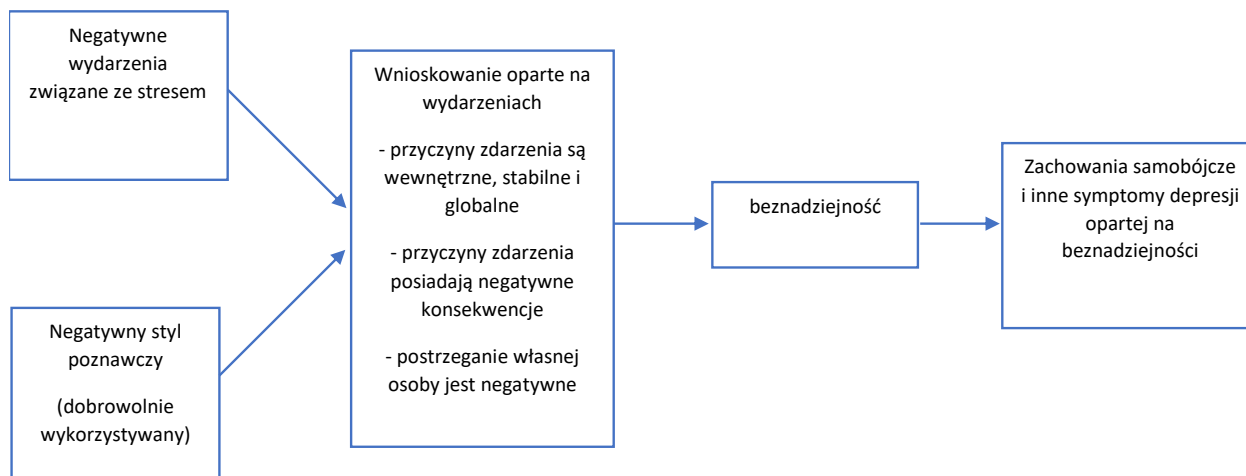 Negatywne
wydarzenia
związane ze stresem
Negatywny styl
poznawczy
(dobrowolnie
wykorzystywany)
Wnioskowanie oparte na
wydarzeniach
- przyczyny zdarzenia są
wewnętrzne, stabilne i
globalne
- przyczyny zdarzenia
posiadają negatywne
konsekwencje
- postrzeganie własnej
osoby jest negatywne
beznadziejność
Zachowania samobójcze
i inne symptomy depresji
opartej na
beznadziejności